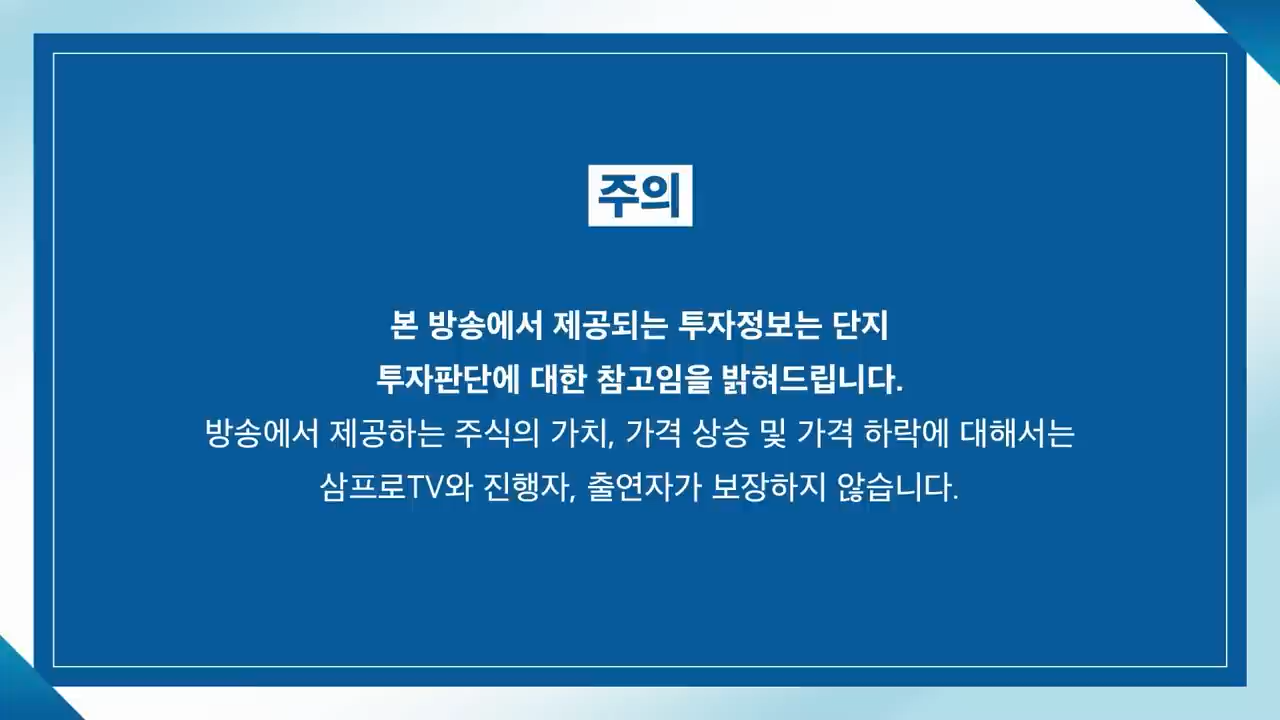 주의
본 방송에서 제공되는 투자정보는 단지
투자판단에 대한 참고임을 밝혀드립니다.
방송에서 제공하는 주식의 가치, 가격 상승 및 가격 하락에 대해서는
삼프로TV와 진행자, 출연자가 보장하지 않습니다.